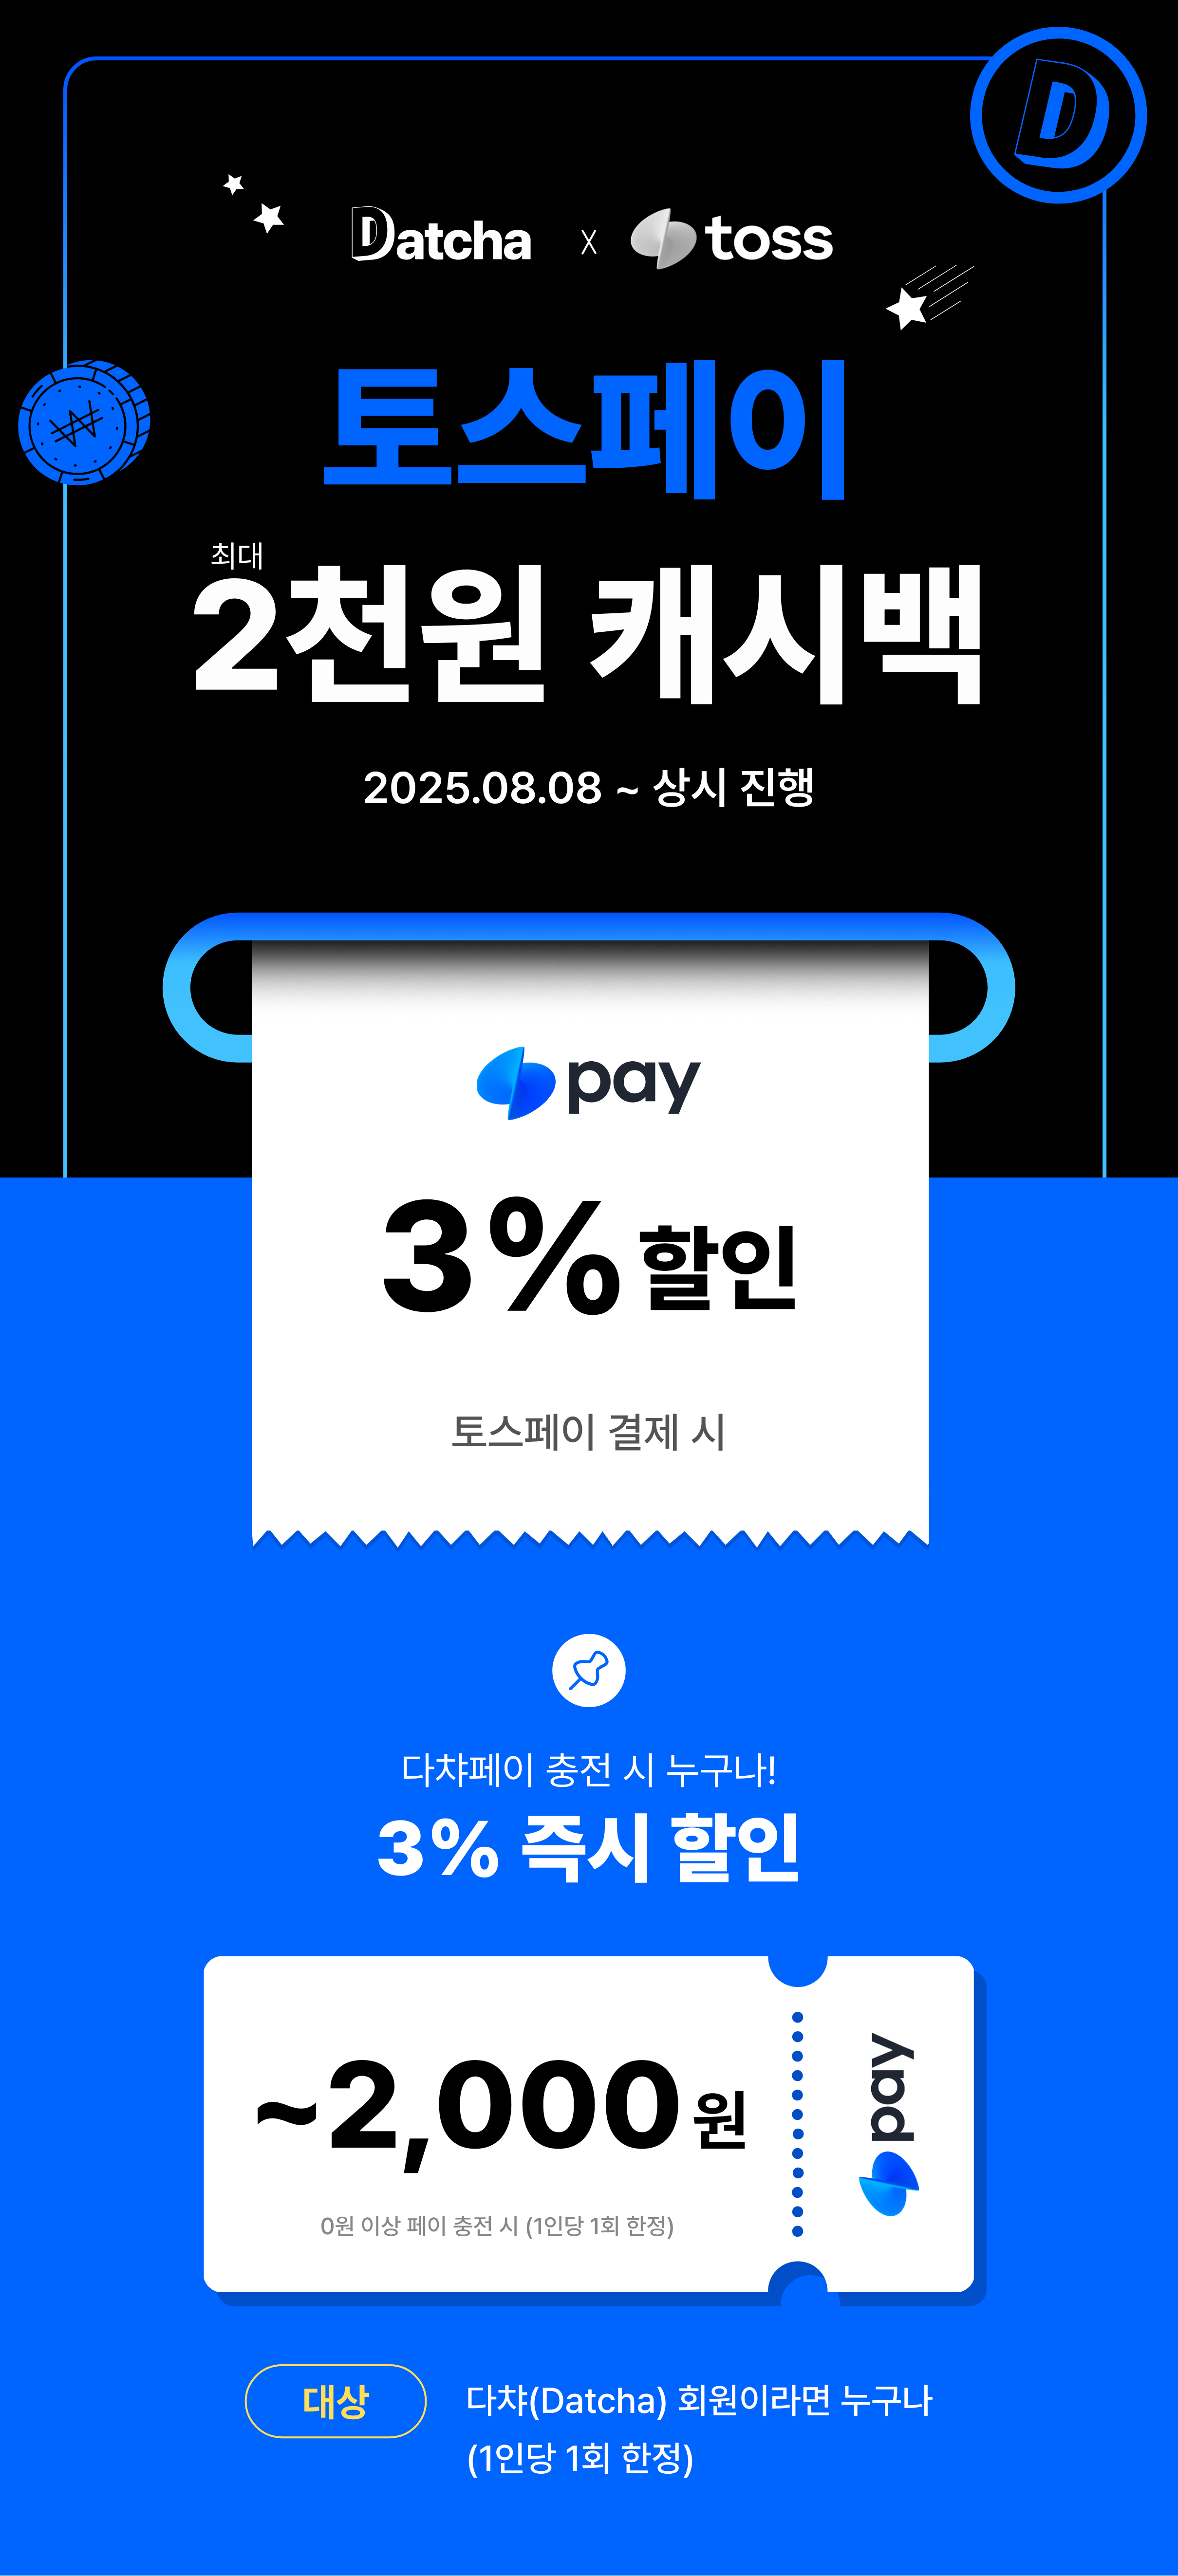 D
Datcha X toss
토스페이
최대
2천원 캐시백
2025.08.08 ~ 상시 진행
pay
3% 할인
토스페이 결제 시
다챠페이 충전 시 누구나!
3% 즉시 할인
~2,000원
pay
0원 이상 페이 충전 시 (1인당 1회 한정)
대상
다챠(Datcha) 회원이라면 누구나
(1인당 1회 한정)